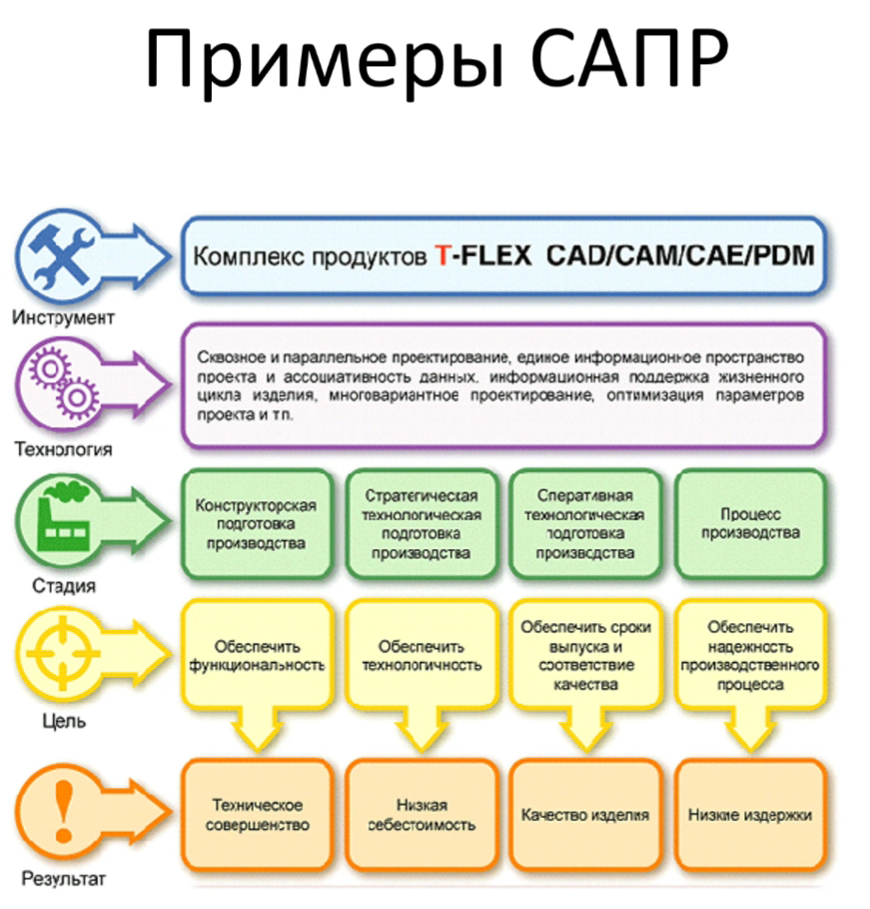 Примеры САПР
Инструмент
Комплекс продуктов T-FLEX CAD/CAM/CAE/PDM
Технология
Сквозное и параллельное проектирование, единое информационное пространство
проекта и ассоциативность данных, информационная поддержка жизненного
цикла изделия, многовариантное проектирование, оптимизация параметров
проекта и тп.
Стадия
Конструкторская
подготовка
производства
Стратегическая
технологическая
подготовка
производства
Оперативная
технологическая
подготовка
производства
Процесс
производства
Цель
Обеспечить
функциональность
Обеспечить
технологичность
Обеспечить сроки
выпуска и
соответствие
качества
Обеспечить
надежность
производственного
процесса
Результат
Техническое
совершенство
Низкая
себестоимость
Качество изделия
Низкие издержки